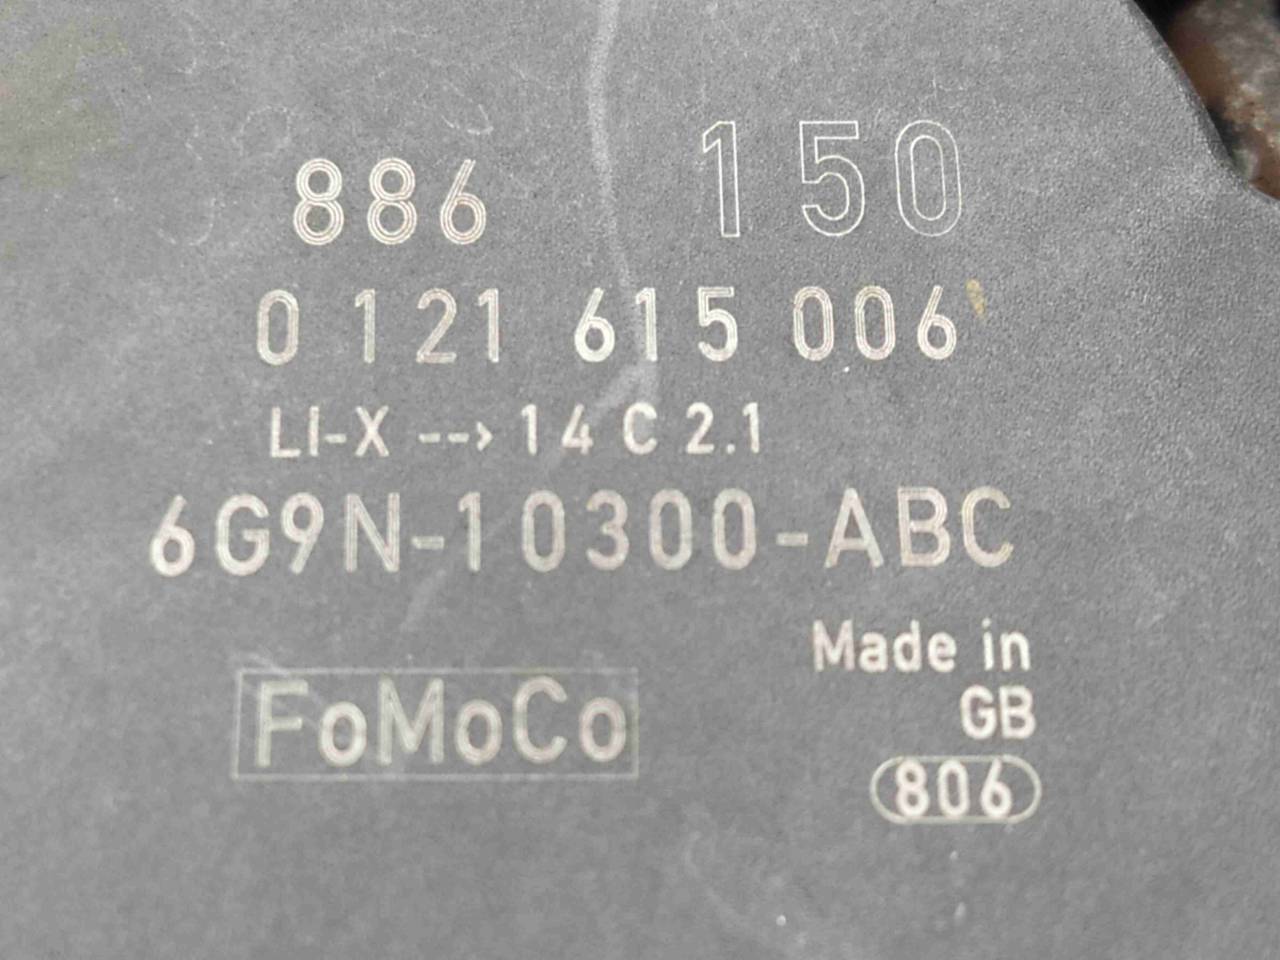 886 150
0 121 615 006
LI-X --> 14 C 2.1
6G9N-10300-ABC
FoMoCo
Made in
GB
806